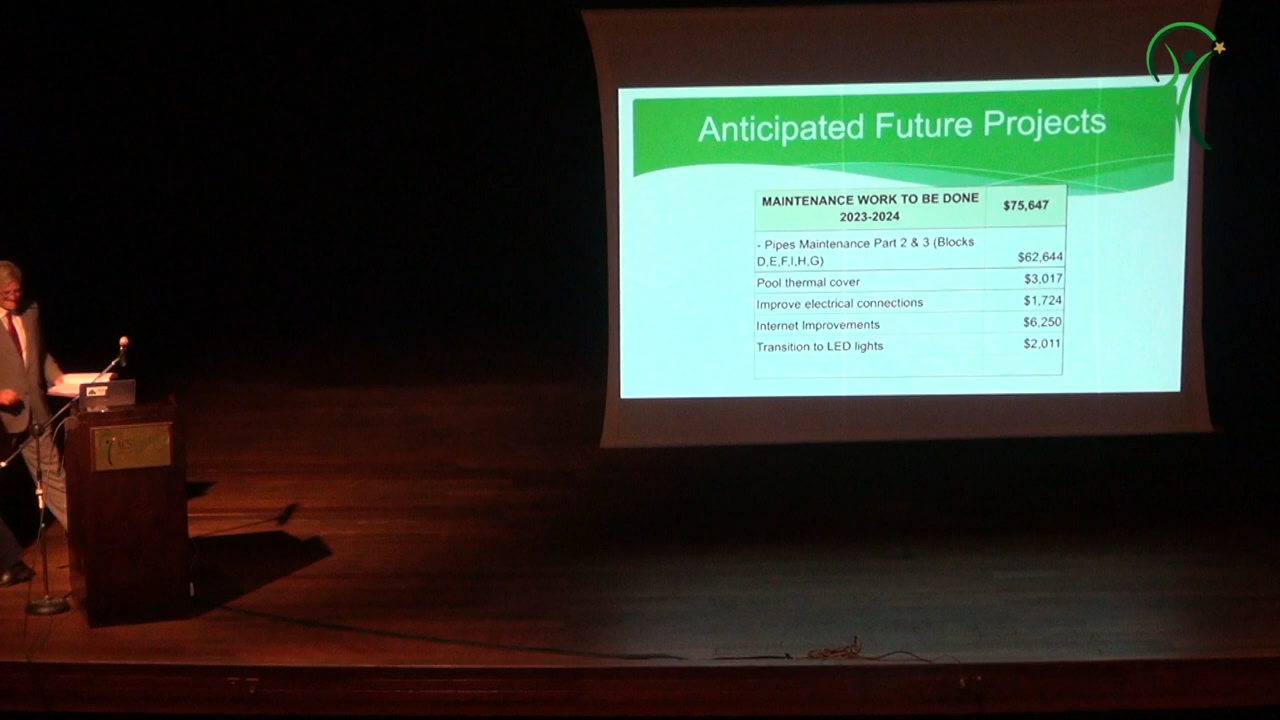 Anticipated Future Projects
MAINTENANCE WORK TO BE DONE
2023-2024
$75,647
- Pipes Maintenance Part 2 & 3 (Blocks
D,E,F,I,H,G)
$62,644
Pool thermal cover
$3,017
Improve electrical connections
$1,724
Internet Improvements
$6,250
Transition to LED lights
$2,011